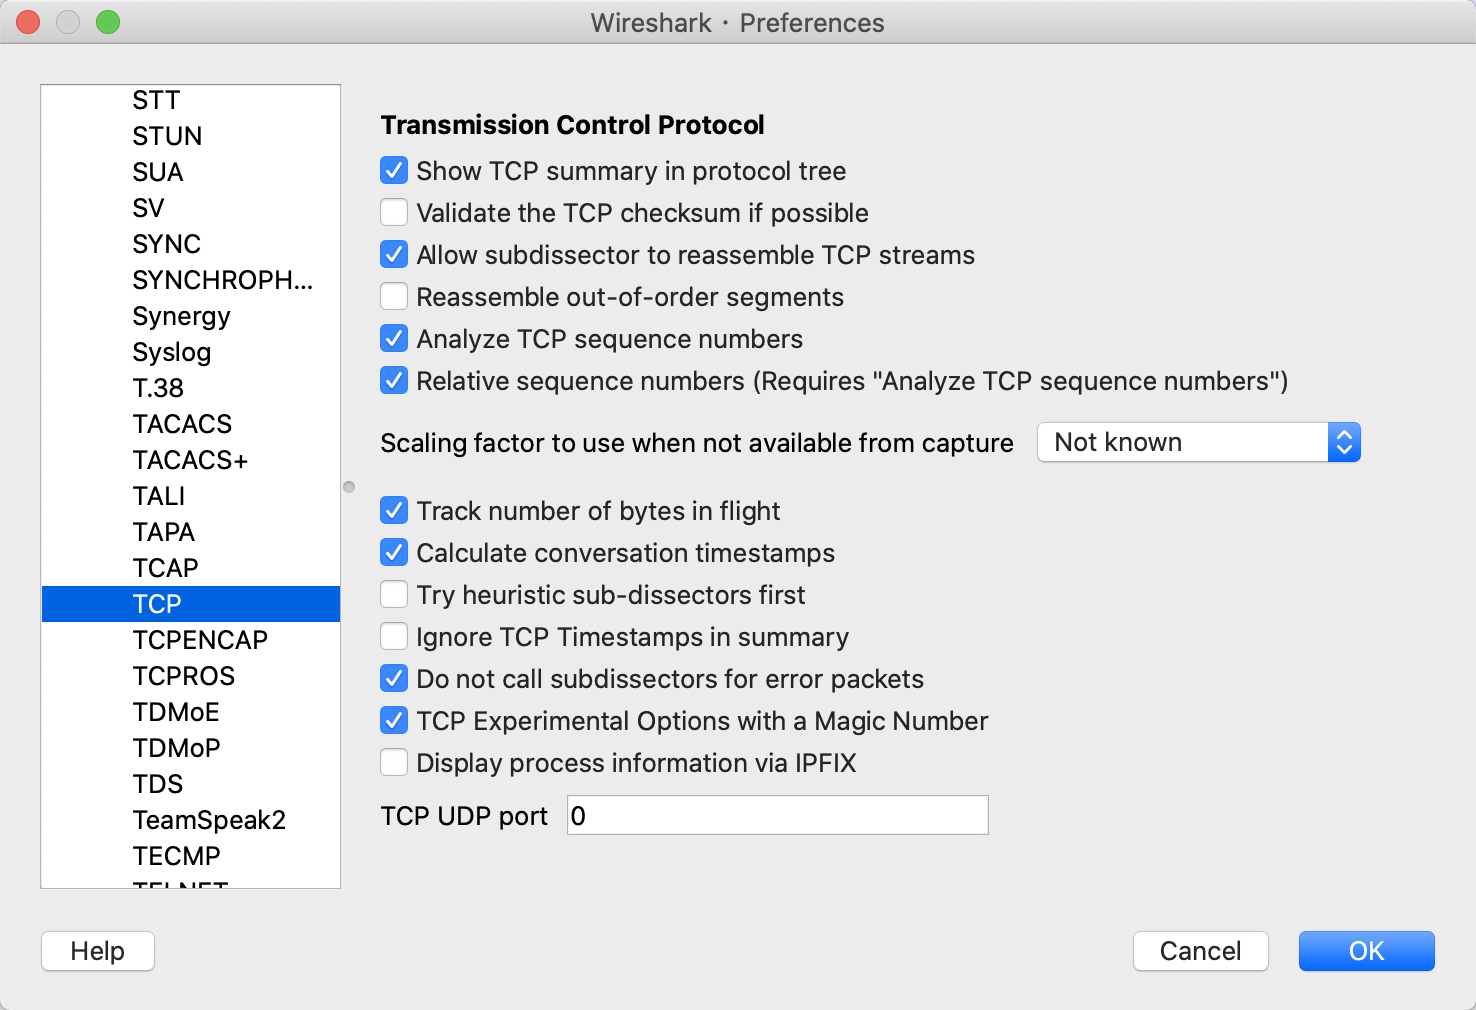 Wireshark · Preferences
STT
STUN
SUA
SV
SYNC
SYNCHROPH...
Synergy
Syslog
T.38
TACACS
TACACS+
TALI
TAPA
TCAP
TCP
TCPENCAP
TCPROS
TDMoE
TDMoP
TDS
TeamSpeak2
TECMP
TELNET
Transmission Control Protocol
Show TCP summary in protocol tree
Validate the TCP checksum if possible
Allow subdissector to reassemble TCP streams
Reassemble out-of-order segments
Analyze TCP sequence numbers
Relative sequence numbers (Requires "Analyze TCP sequence numbers")
Scaling factor to use when not available from capture Not known
Track number of bytes in flight
Calculate conversation timestamps
Try heuristic sub-dissectors first
Ignore TCP Timestamps in summary
Do not call subdissectors for error packets
TCP Experimental Options with a Magic Number
Display process information via IPFIX
TCP UDP port 0
Help Cancel OK